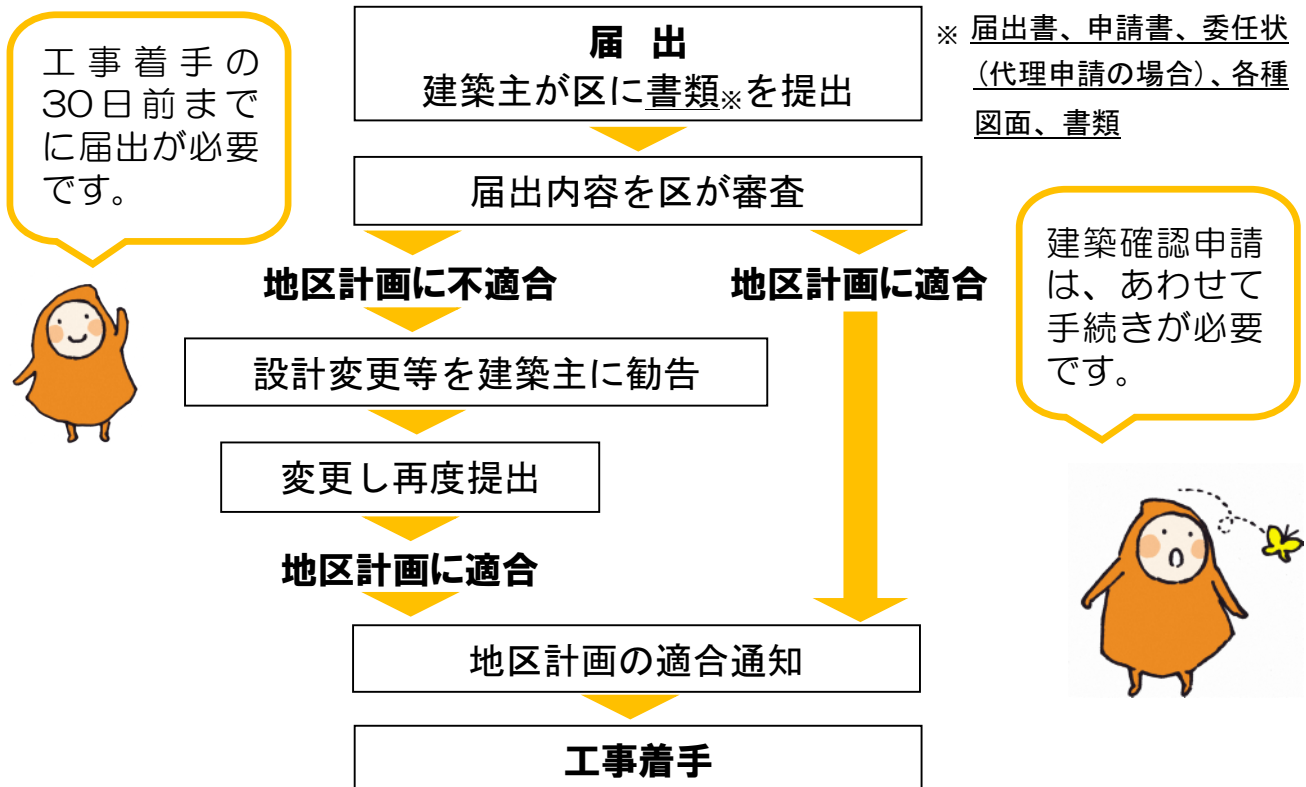 工事着手の
30日前まで
に届出が必要
です。
届 出
建築主が区に書類※を提出
※ 届出書、申請書、委任状
（代理申請の場合）、各種
図面、書類
届出内容を区が審査
地区計画に不適合
地区計画に適合
建築確認申請
は、あわせて
手続きが必要
です。
設計変更等を建築主に勧告
変更し再度提出
地区計画に適合
地区計画の適合通知
工事着手